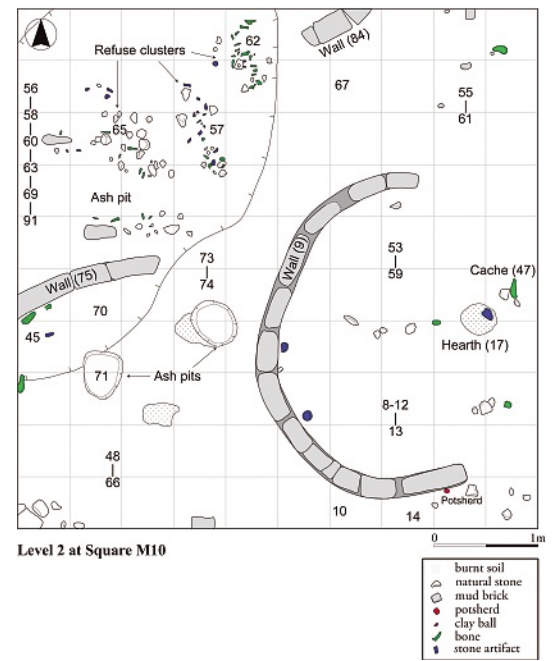 Refuse clusters
62
Wall (84)
67
56
58
60
63
69
91
55
61
65
57
Ash pit
Wall (9)
73
74
53
59
Wall (75)
70
45
Cache (47)
Hearth (17)
71
Ash pits
8-12
13
48
66
Potsherd
10
14
0
1m
Level 2 at Square M10
burnt soil
natural stone
mud brick
potsherd
clay ball
bone
stone artifact